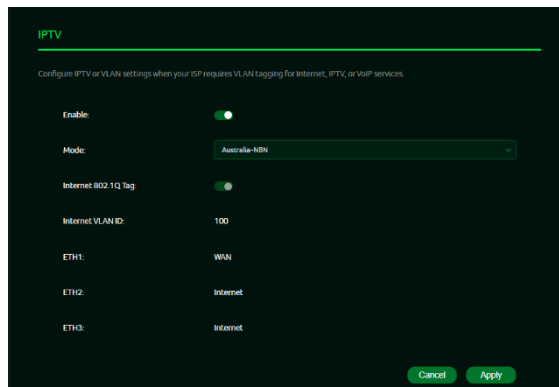 IPTV
Configure IPTV or VLAN settings when your ISP requires VLAN tagging for Internet, IPTV, or VoIP services.
Enable:
Mode: Australia-NBN
Internet 802.1Q Tag:
Internet VLAN ID: 100
ETH1: WAN
ETH2: Internet
ETH3: Internet
Cancel Apply